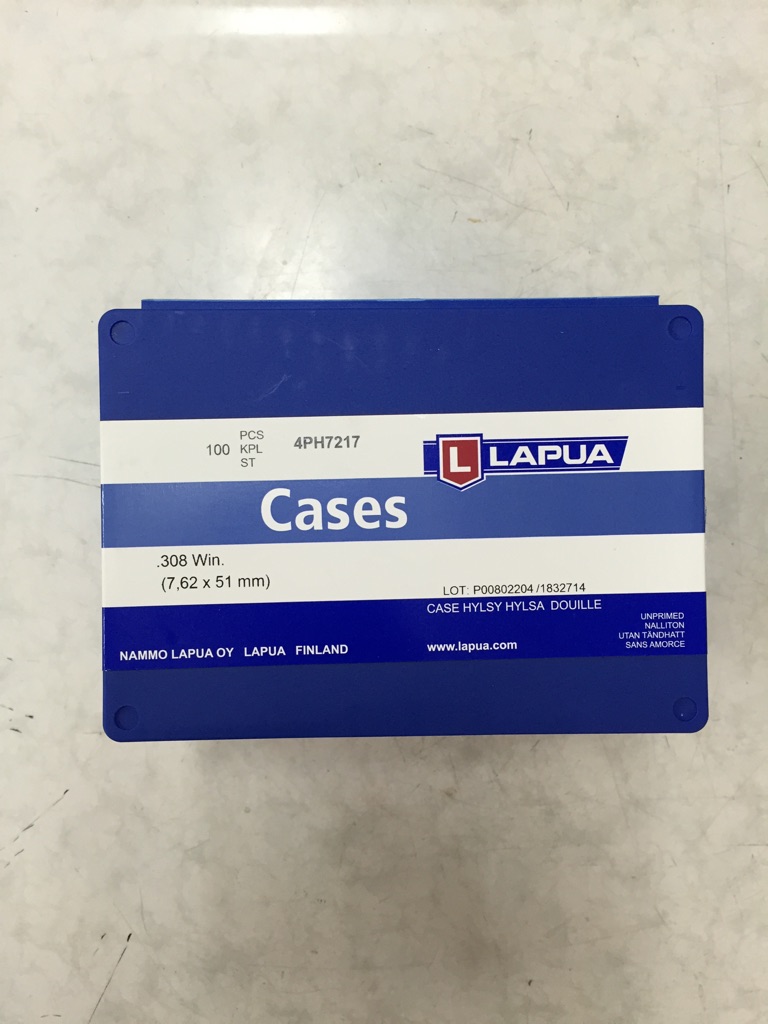 100 PCS
KPL
ST
4PH7217
L LAPUA
Cases
.308 Win.
(7,62 x 51 mm)
LOT: P00802204 /1832714
CASE HYLSY HYLSA DOUILLE
UNPRIMED
NALLITON
UTAN TÄNDHATT
SANS AMORCE
NAMMO LAPUA OY LAPUA FINLAND
www.lapua.com